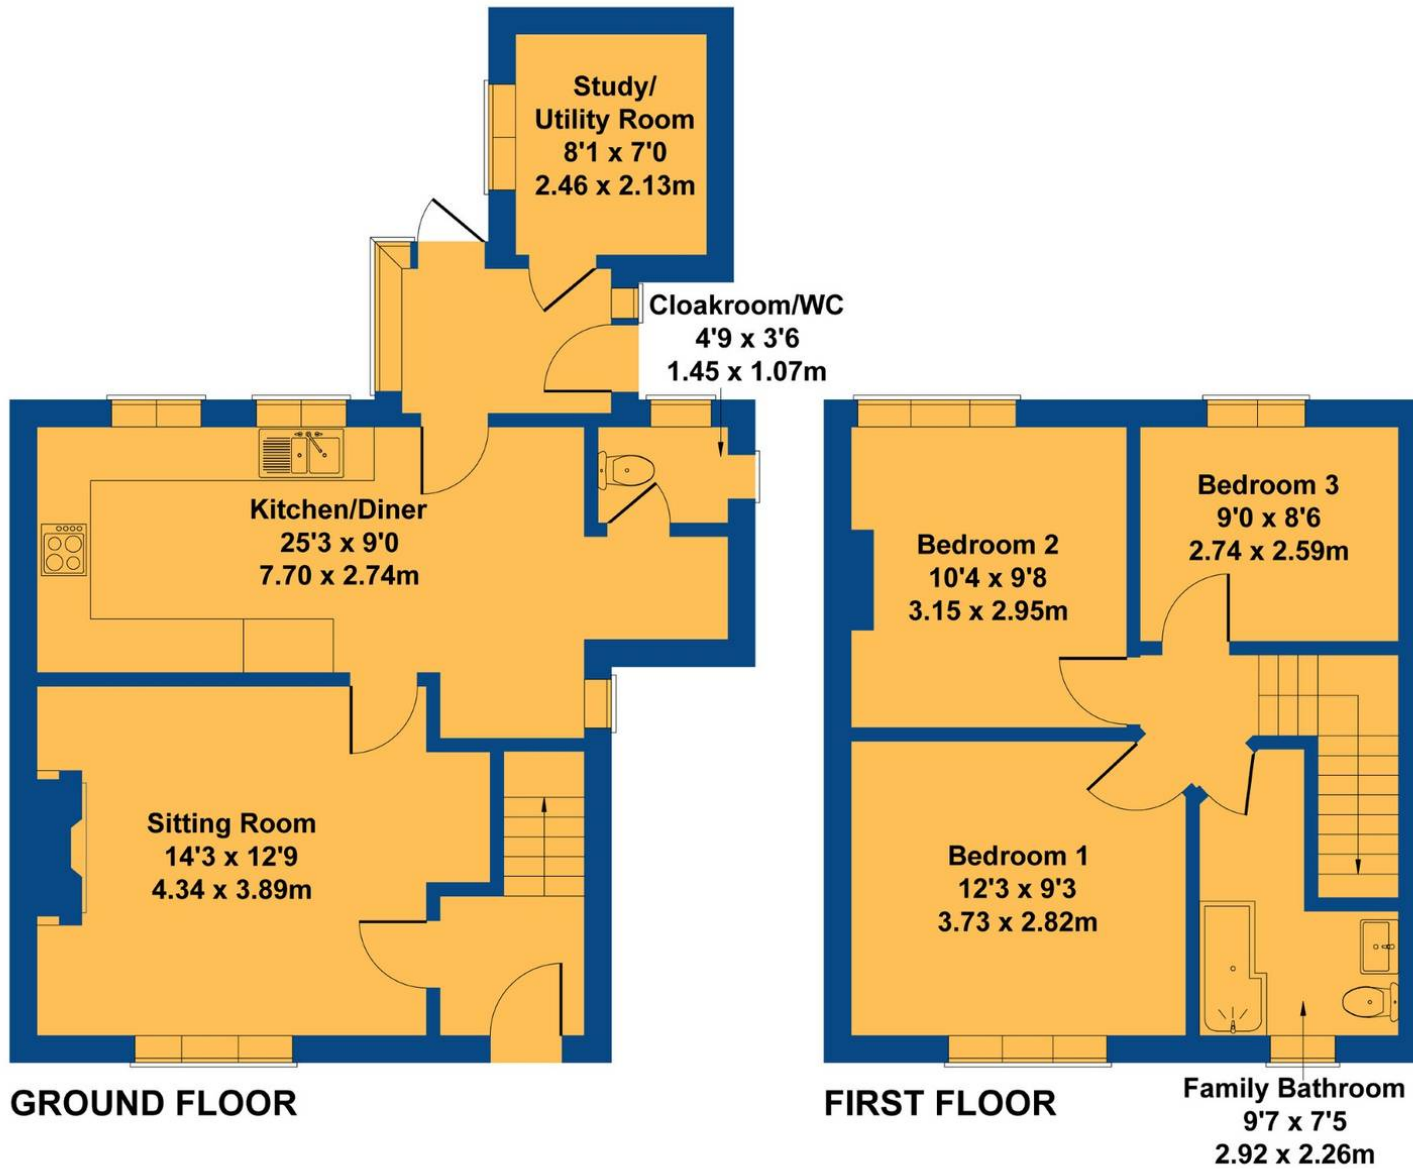 Study/
Utility Room
8'1 x 7'0
2.46 x 2.13m
Cloakroom/WC
4'9 x 3'6
1.45 x 1.07m
Kitchen/Diner
25'3 x 9'0
7.70 x 2.74m
Sitting Room
14'3 x 12'9
4.34 x 3.89m
GROUND FLOOR
Bedroom 3
9'0 x 8'6
2.74 x 2.59m
Bedroom 2
10'4 x 9'8
3.15 x 2.95m
Bedroom 1
12'3 x 9'3
3.73 x 2.82m
FIRST FLOOR
Family Bathroom
9'7 x 7'5
2.92 x 2.26m